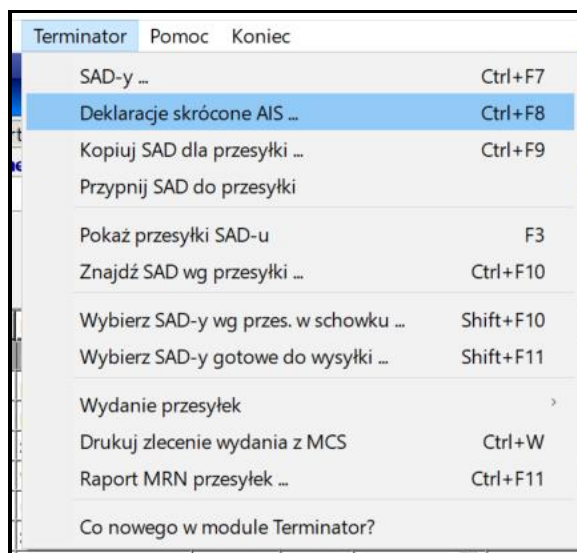 Terminator Pomoc Koniec
SAD-y ... Ctrl+F7
Deklaracje skrócone AIS ... Ctrl+F8
Kopiuj SAD dla przesyłki ... Ctrl+F9
Przypnij SAD do przesyłki
Pokaż przesyłki SAD-u F3
Znajdź SAD wg przesyłki ... Ctrl+F10
Wybierz SAD-y wg przes. w schowku ... Shift+F10
Wybierz SAD-y gotowe do wysyłki ... Shift+F11
Wydanie przesyłek
Drukuj zlecenie wydania z MCS Ctrl+W
Raport MRN przesyłek ... Ctrl+F11
Co nowego w module Terminator?